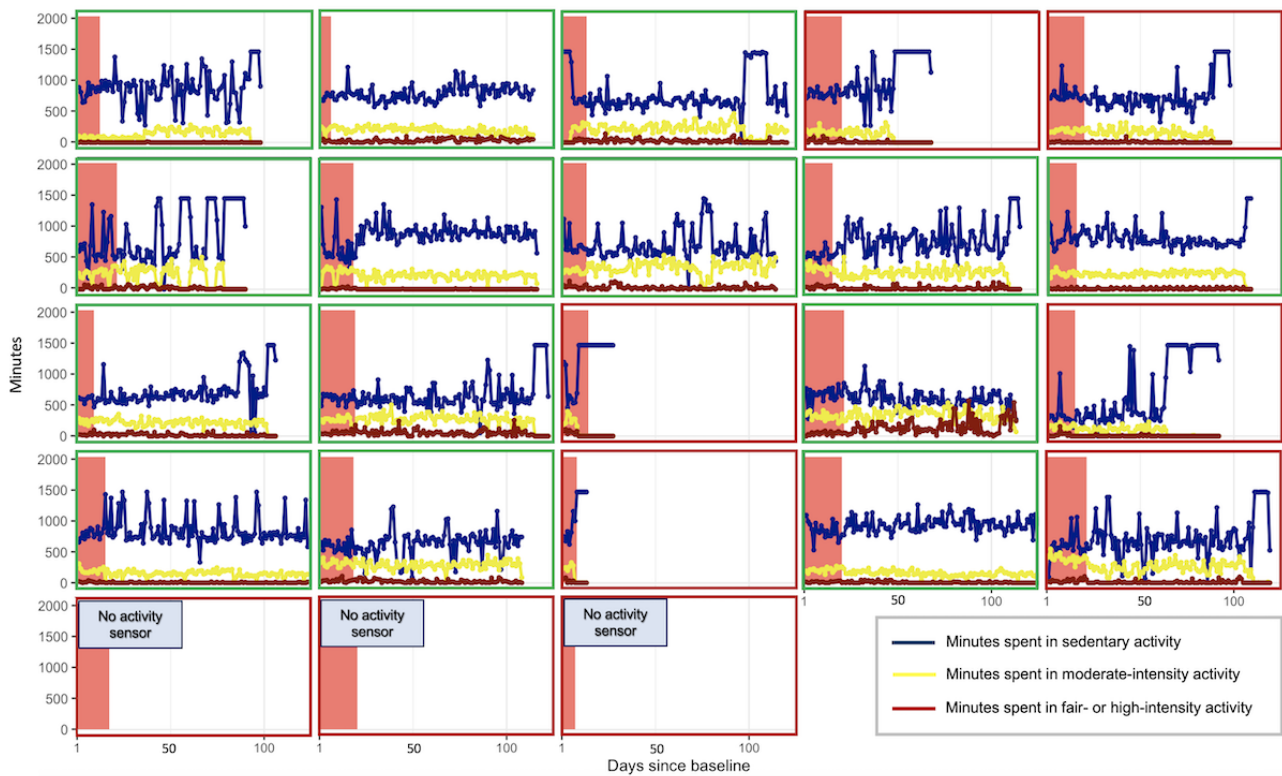 2000
1500
1000
500
0
2000
1500
1000
500
0
Minutes
2000
1500
1000
500
0
2000
1500
1000
500
0
1 50 100
1 50 100
2000
1500
1000
500
0
No activity
sensor
No activity
sensor
No activity
sensor
1 50 100
1 50 100
1 50 100
Days since baseline
Minutes spent in sedentary activity
Minutes spent in moderate-intensity activity
Minutes spent in fair- or high-intensity activity